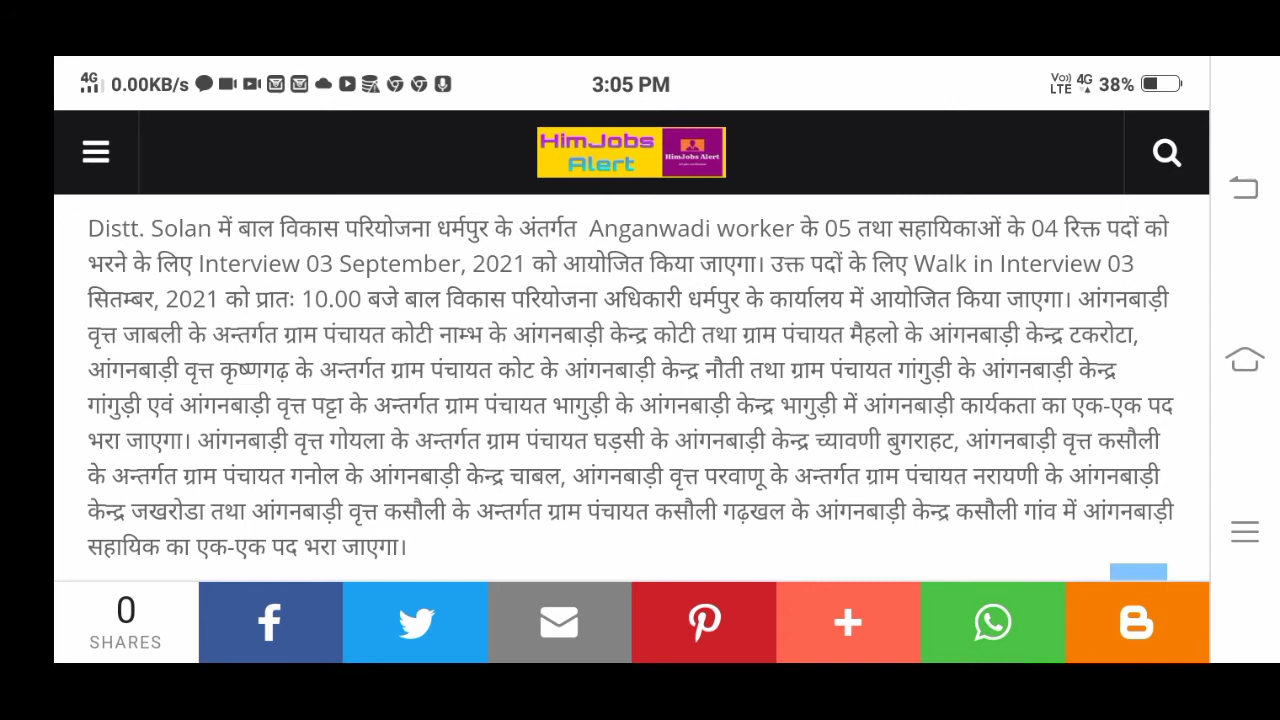 4G 0.00KB/s 3:05 PM Vo) LTE 4G 38%
HimJobs Alert HimJobs Alert
Distt. Solan में बाल विकास परियोजना धर्मपुर के अंतर्गत Anganwadi worker के 05 तथा सहायिकाओं के 04 रिक्त पदों को
भरने के लिए Interview 03 September, 2021 को आयोजित किया जाएगा। उक्त पदों के लिए Walk in Interview 03
सितम्बर, 2021 को प्रातः 10.00 बजे बाल विकास परियोजना अधिकारी धर्मपुर के कार्यालय में आयोजित किया जाएगा। आंगनबाड़ी
वृत्त जाबली के अन्तर्गत ग्राम पंचायत कोटी नाम्भ के आंगनबाड़ी केन्द्र कोटी तथा ग्राम पंचायत मैहलो के आंगनबाड़ी केन्द्र टकरोटा,
आंगनबाड़ी वृत्त कृष्णगढ़ के अन्तर्गत ग्राम पंचायत कोट के आंगनबाड़ी केन्द्र नौती तथा ग्राम पंचायत गांगुड़ी के आंगनबाड़ी केन्द्र
गांगुड़ी एवं आंगनबाड़ी वृत्त पट्टा के अन्तर्गत ग्राम पंचायत भागुड़ी के आंगनबाड़ी केन्द्र भागुड़ी में आंगनबाड़ी कार्यकता का एक-एक पद
भरा जाएगा। आंगनबाड़ी वृत्त गोयला के अन्तर्गत ग्राम पंचायत घड़सी के आंगनबाड़ी केन्द्र च्यावणी बुगराहट, आंगनबाड़ी वृत्त कसौली
के अन्तर्गत ग्राम पंचायत गनोल के आंगनबाड़ी केन्द्र चाबल, आंगनबाड़ी वृत्त परवाणू के अन्तर्गत ग्राम पंचायत नरायणी के आंगनबाड़ी
केन्द्र जखरोडा तथा आंगनबाड़ी वृत्त कसौली के अन्तर्गत ग्राम पंचायत कसौली गढ़खल के आंगनबाड़ी केन्द्र कसौली गांव में आंगनबाड़ी
सहायिक का एक-एक पद भरा जाएगा।
0
SHARES